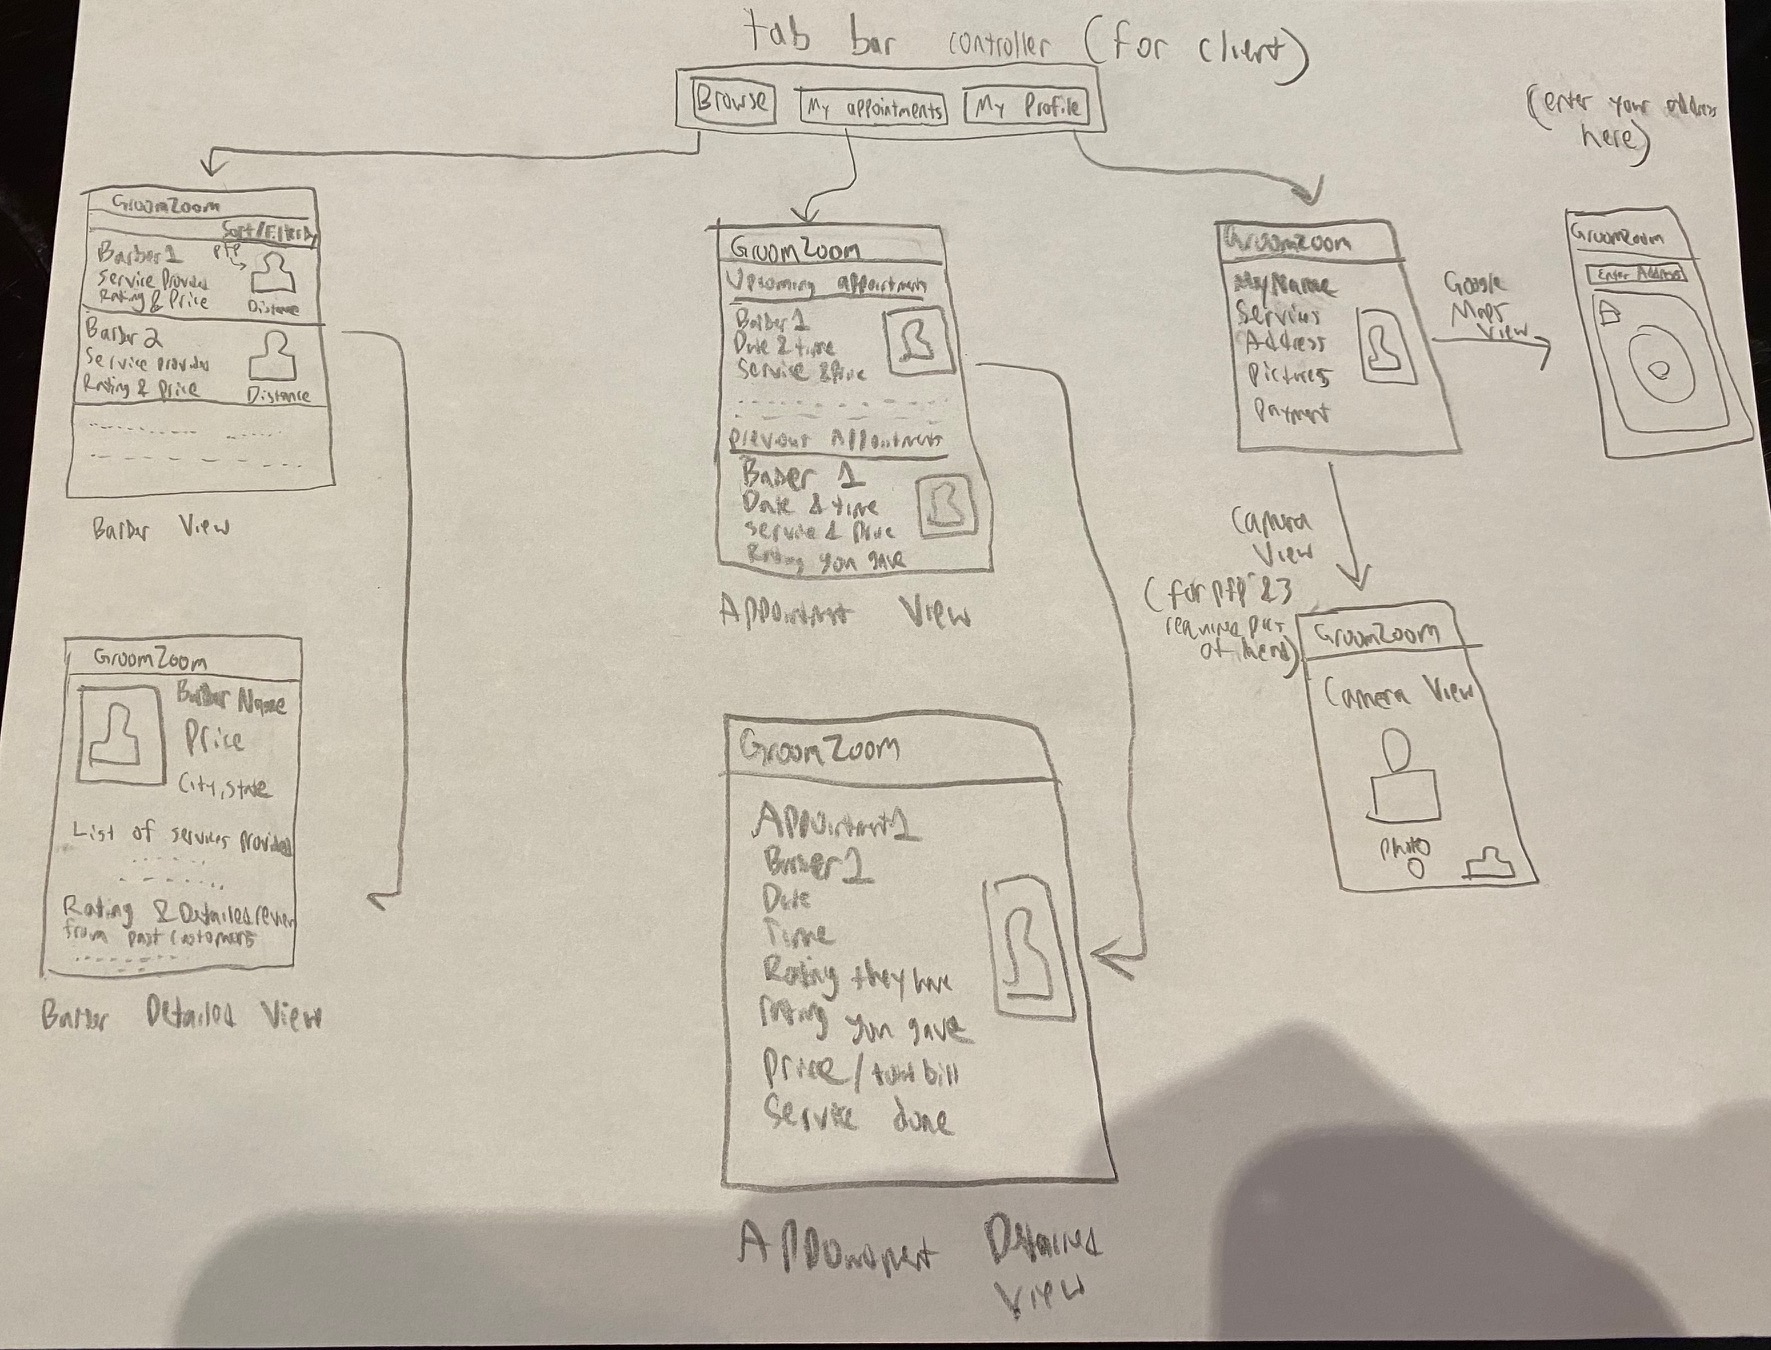 tab bar controller (for client)
Browse
My appointments
My Profile
(enter your address
here)
GroomZoom
Sort/Filter
Barber 1
pfp
Service Provided
Rating & Price
Distance
Barber 2
Service provided
Rating & Price
Distance
Barber View
GroomZoom
Barber Name
Price
City, State
List of services provided
Rating & Detailed review
from past customers
Barber Detailed View
GroomZoom
Upcoming appointments
Barber 1
Date & time
Service & Price
Appointments
Barber 1
Date & time
Service & Price
Rating you gave
View
GroomZoom
Appointment 1
Barber 1
Date
Time
Rating they have
Rating you gave
Price/total bill
Service done
Detailed
View
GroomZoom
My Name
Services
Address
Pictures
Payment
Google
Maps
View
GroomZoom
Enter Address
Camera
View
(for pfp & 3
required pics
of head)
GroomZoom
Camera View
Photo